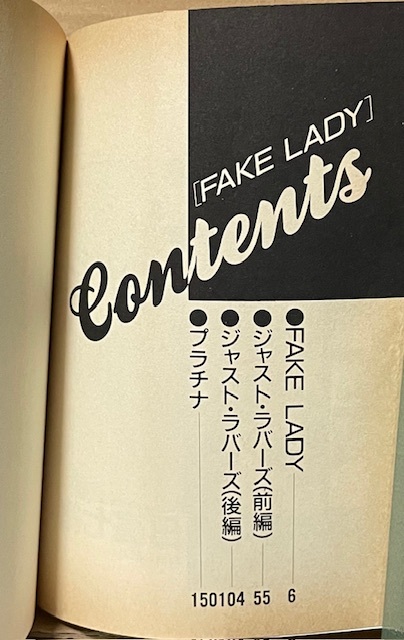 [FAKE LADY]
Contents
●FAKE LADY 6
●ジャスト・ラバーズ(前編) 55
●ジャスト・ラバーズ(後編) 104
●プラチナ 150